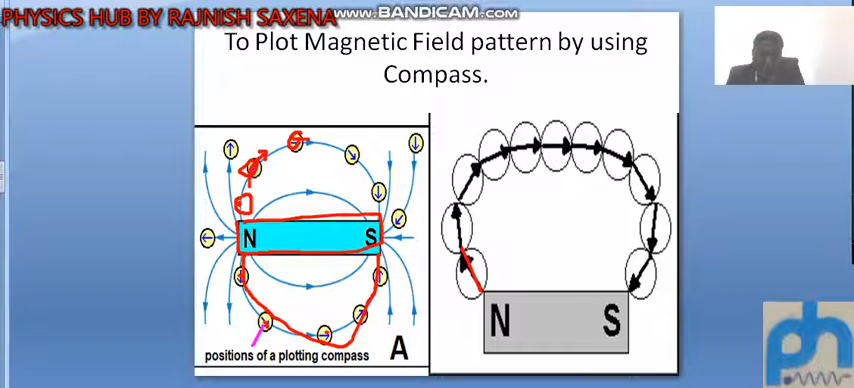 PHYSICS HUB BY RAJNISH SAXENA
www.BANDICAM.com
To Plot Magnetic Field pattern by using
Compass.
N S
positions of a plotting compass A
N S
ph